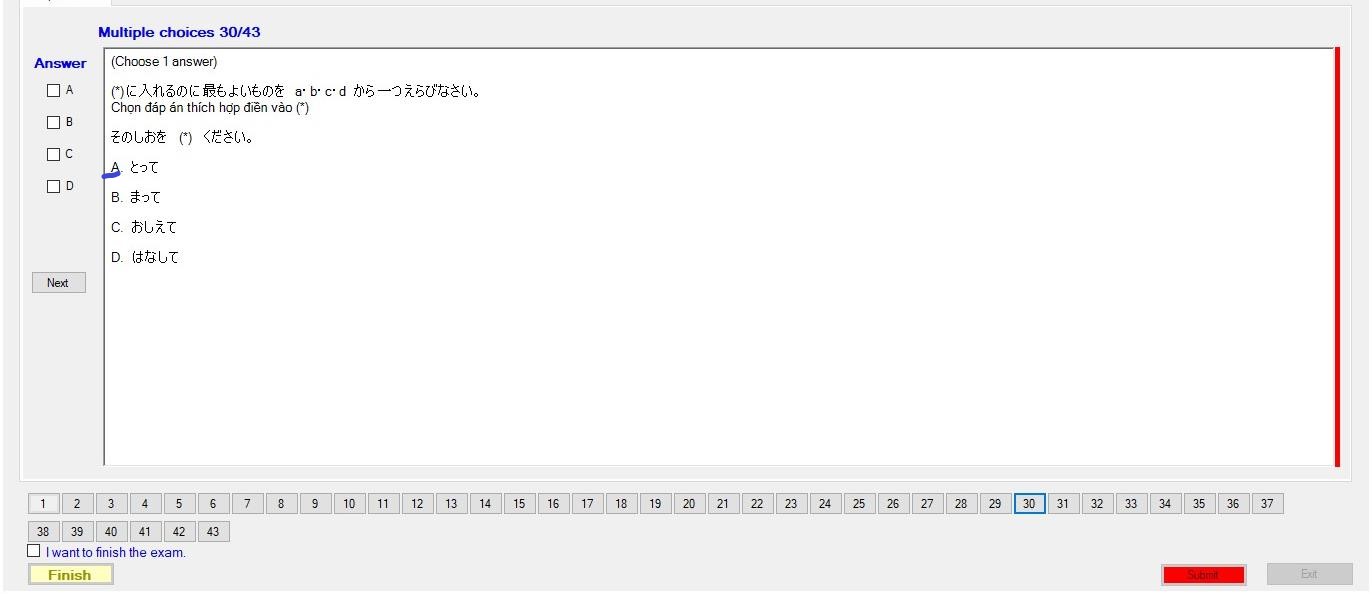 Multiple choices 30/43
Answer
A
B
C
D
Next
(Choose 1 answer)
(*)に入れるのに最もよいものを a・b・c・d から一つえらびなさい。
Chọn đáp án thích hợp điền vào (*)
そのしおを (*) ください。
A. とって
B. まって
C. おしえて
D. はなして
1 2 3 4 5 6 7 8 9 10 11 12 13 14 15 16 17 18 19 20 21 22 23 24 25 26 27 28 29 30 31 32 33 34 35 36 37
38 39 40 41 42 43
I want to finish the exam.
Finish Submit Exit